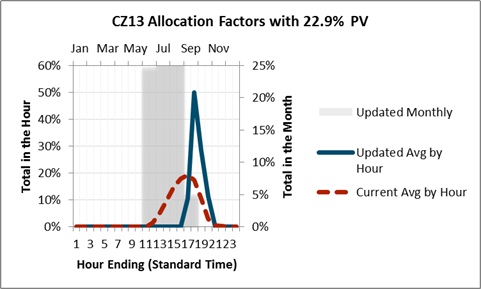 CZ13 Allocation Factors with 22.9% PV
Jan Mar May Jul Sep Nov
60% 25%
50%
20%
40%
15%
30%
10%
20%
5%
10%
0% 0%
Total in the Hour
Total in the Month
1 3 5 7 9 11 13 15 17 19 21 23
Hour Ending (Standard Time)
Updated Monthly
Updated Avg by
Hour
Current Avg by Hour